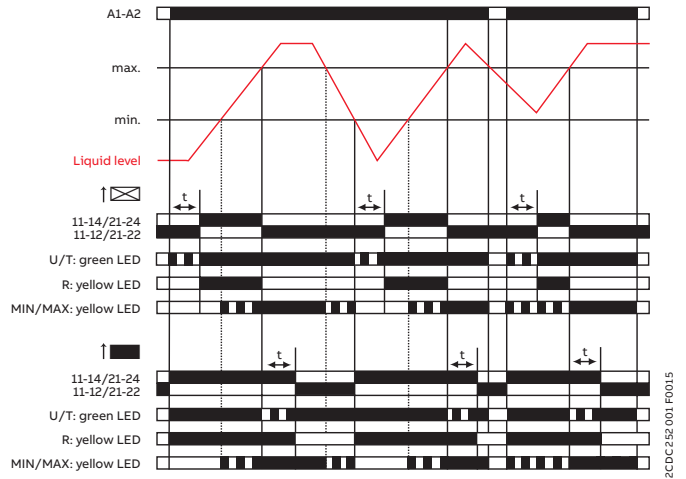 A1-A2
max.
min.
Liquid level
t t t
11-14/21-24
11-12/21-22
U/T: green LED
R: yellow LED
MIN/MAX: yellow LED
t t t
11-14/21-24
11-12/21-22
U/T: green LED
R: yellow LED
MIN/MAX: yellow LED
2CDC 252 001 F0015